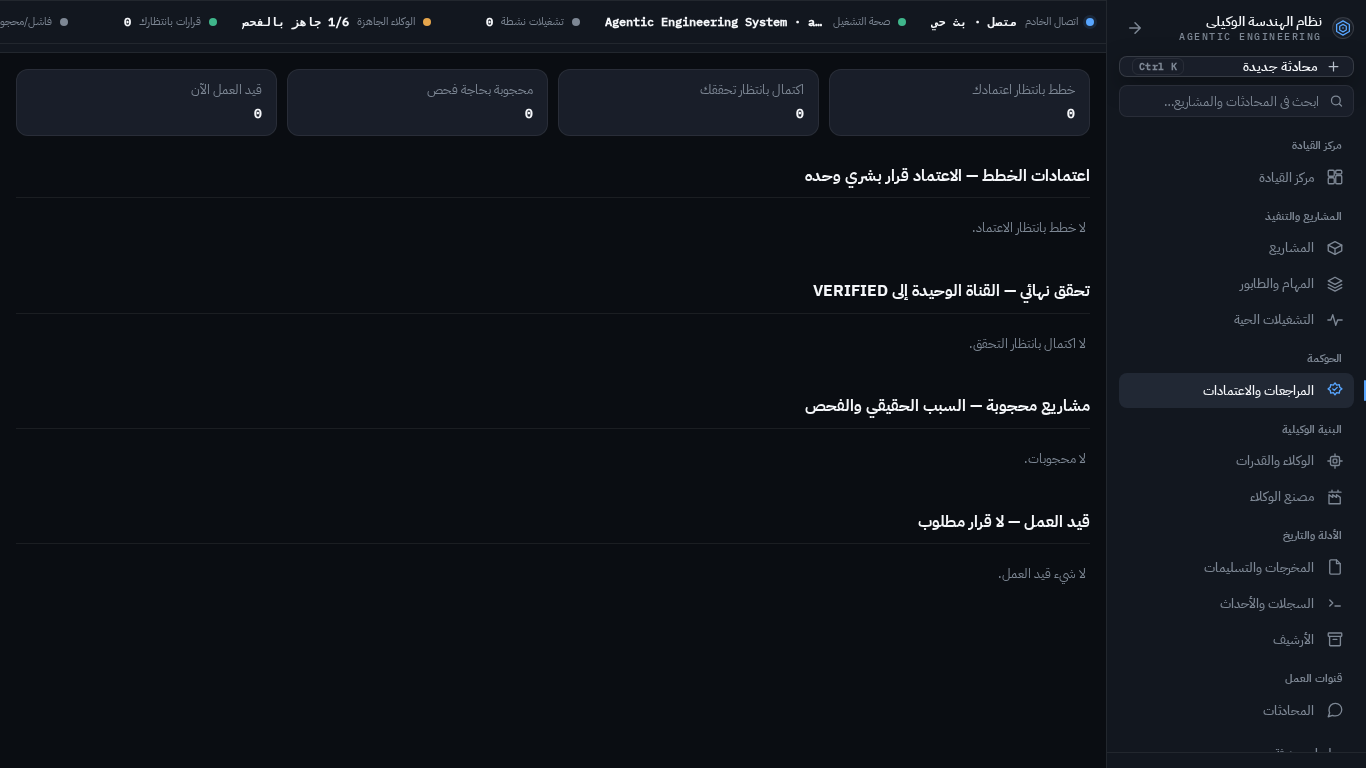 نظام الهندسة الوكيلي
AGENTIC ENGINEERING
محادثة جديدة
Ctrl K
ابحث في المحادثات والمشاريع...
مركز القيادة
مركز القيادة
المشاريع والتنفيذ
المشاريع
المهام والطابور
التشغيلات الحية
الحوكمة
المراجعات والاعتمادات
البنية الوكيلية
الوكلاء والقدرات
مصنع الوكلاء
الأدلة والتاريخ
المخرجات والتسليمات
السجلات والأحداث
الأرشيف
قنوات العمل
المحادثات
اتصال الخادم متصل · بث حي
صحة التشغيل Agentic Engineering System · a…
تشغيلات نشطة 0
الوكلاء الجاهزة 1/6 جاهز بالفحص
قرارات بانتظارك 0
فاشل/محجو
خطط بانتظار اعتمادك
0
اكتمال بانتظار تحققك
0
محجوبة بحاجة فحص
0
قيد العمل الآن
0
اعتمادات الخطط — الاعتماد قرار بشري وحده
لا خطط بانتظار الاعتماد.
تحقق نهائي — القناة الوحيدة إلى VERIFIED
لا اكتمال بانتظار التحقق.
مشاريع محجوبة — السبب الحقيقي والفحص
لا محجوبات.
قيد العمل — لا قرار مطلوب
لا شيء قيد العمل.